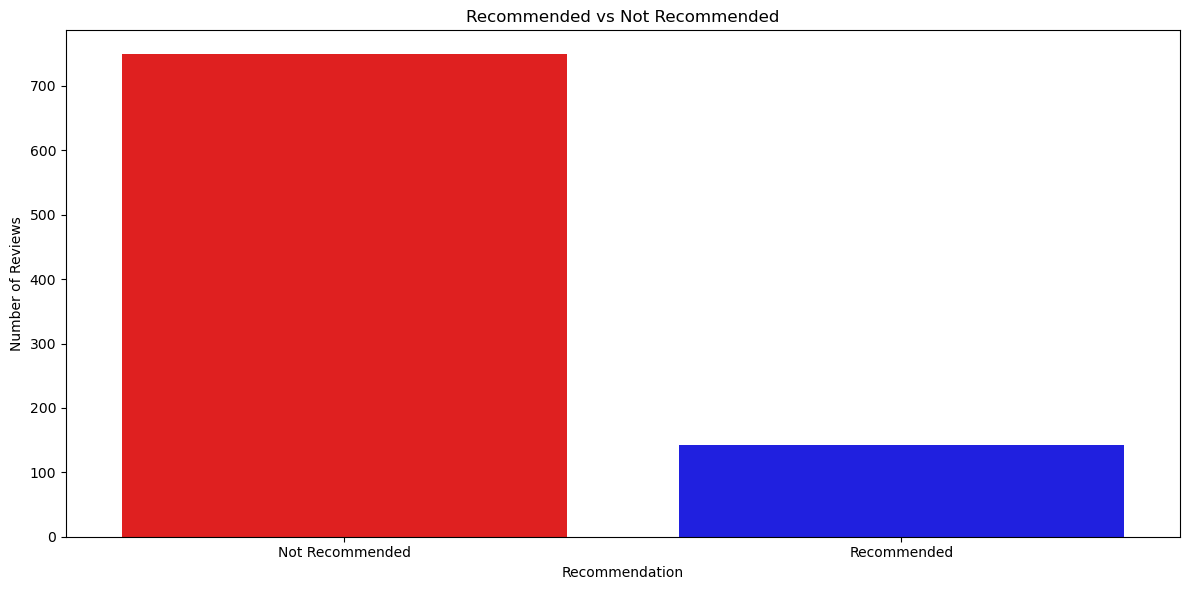 Recommended vs Not Recommended
Number of Reviews
700
600
500
400
300
200
100
0
Not Recommended
Recommended
Recommendation